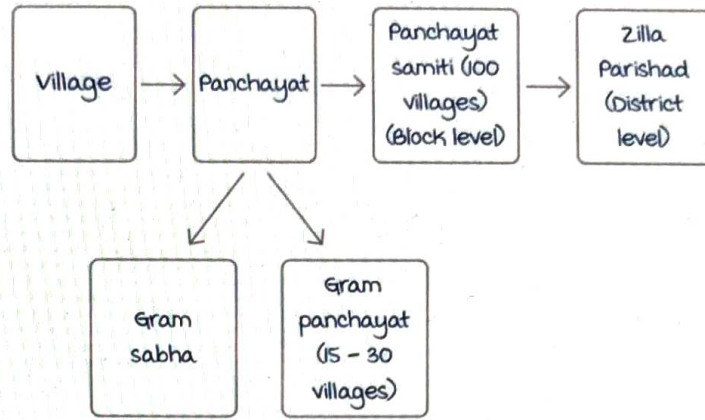 Village
Panchayat
Panchayat
samiti (100
villages)
(Block level)
Zilla
Parishad
(District
level)
Gram
sabha
Gram
panchayat
(15 - 30
villages)